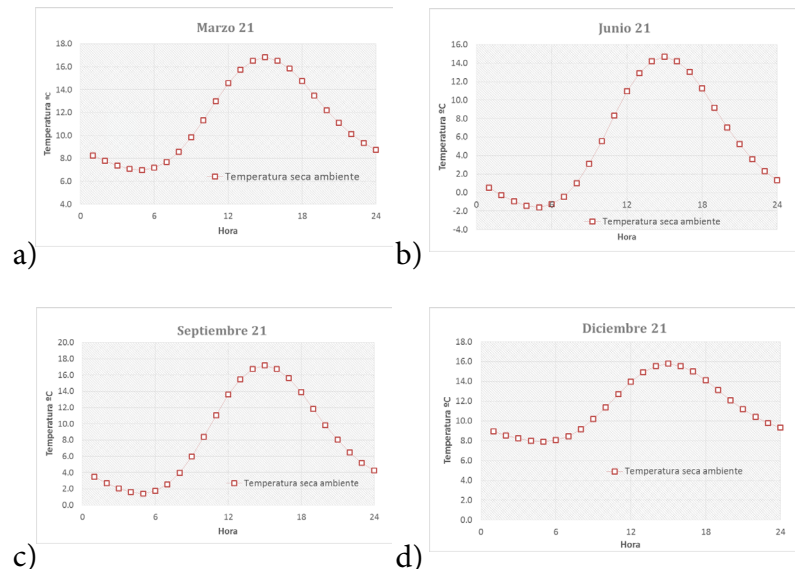 Marzo 21
18.0
16.0
14.0
12.0
10.0
8.0
6.0
4.0
Temperatura ºC
0 6 12 18 24
Hora
Temperatura seca ambiente
a)
Junio 21
16.0
14.0
12.0
10.0
8.0
6.0
4.0
2.0
0.0
-2.0
-4.0
Temperatura ºC
0 6 12 18 24
Hora
Temperatura seca ambiente
b)
Septiembre 21
20.0
18.0
16.0
14.0
12.0
10.0
8.0
6.0
4.0
2.0
0.0
Temperatura ºC
0 6 12 18 24
Hora
Temperatura seca ambiente
c)
Diciembre 21
18.0
16.0
14.0
12.0
10.0
8.0
6.0
4.0
2.0
0.0
Temperatura ºC
0 6 12 18 24
Hora
Temperatura seca ambiente
d)